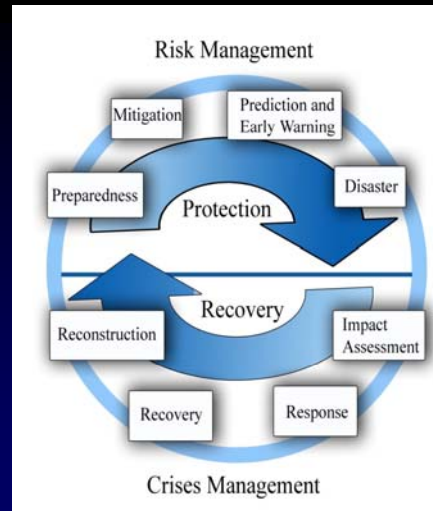 Risk Management
Mitigation
Prediction and
Early Warning
Preparedness
Disaster
Protection
Recovery
Reconstruction
Impact
Assessment
Recovery
Response
Crises Management